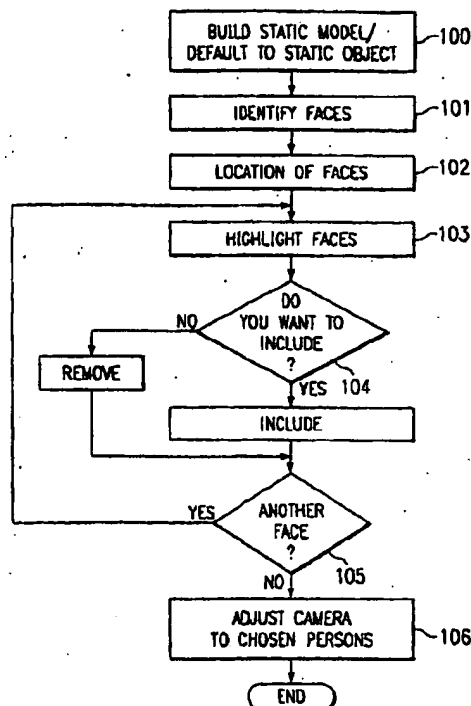 BUILD STATIC MODEL/
DEFAULT TO STATIC OBJECT
100
IDENTIFY FACES
101
LOCATION OF FACES
102
HIGHLIGHT FACES
103
DO
YOU WANT TO
INCLUDE
?
104
NO
REMOVE
YES
INCLUDE
ANOTHER
FACE
?
105
YES
NO
ADJUST CAMERA
TO CHOSEN PERSONS
106
END